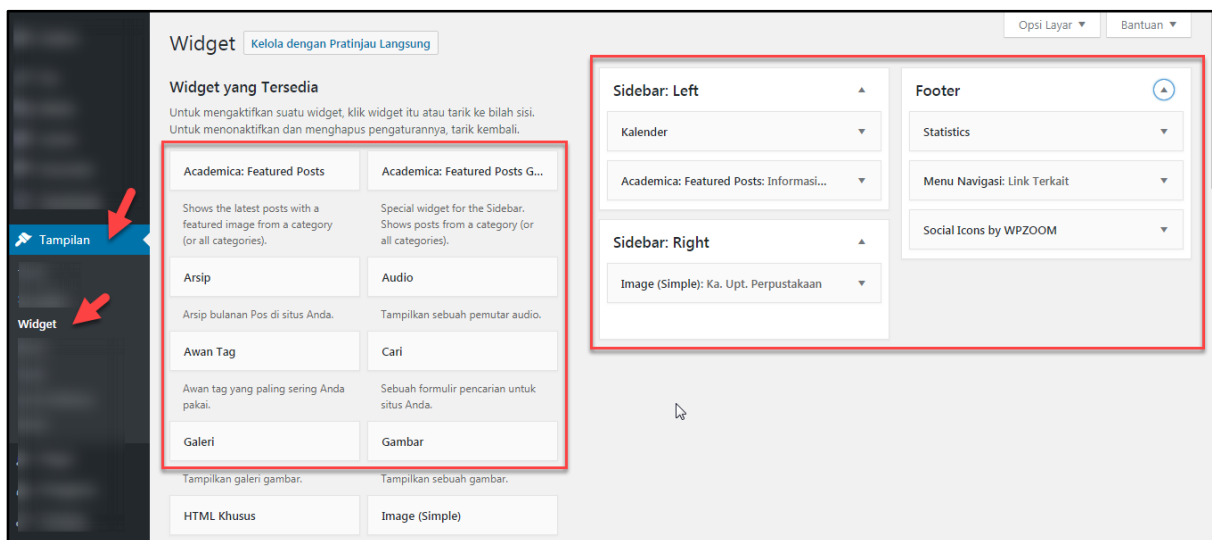 Opsi Layar ▼
Bantuan ▼
Widget
Kelola dengan Pratinjau Langsung
Widget yang Tersedia
Untuk mengaktifkan suatu widget, klik widget itu atau tarik ke bilah sisi.
Untuk menonaktifkan dan menghapus pengaturannya, tarik kembali.
Tampilan
Widget
Academica: Featured Posts
Academica: Featured Posts G...
Shows the latest posts with a
featured image from a category
(or all categories).
Special widget for the Sidebar.
Shows posts from a category (or
all categories).
Arsip
Audio
Arsip bulanan Pos di situs Anda.
Tampilkan sebuah pemutar audio.
Awan Tag
Cari
Awan tag yang paling sering Anda
pakai.
Sebuah formulir pencarian untuk
situs Anda.
Galeri
Gambar
Tampilkan galeri gambar.
Tampilkan sebuah gambar.
HTML Khusus
Image (Simple)
Sidebar: Left
Kalender
Academica: Featured Posts: Informasi...
Sidebar: Right
Image (Simple): Ka. Upt. Perpustakaan
Footer
Statistics
Menu Navigasi: Link Terkait
Social Icons by WPZOOM